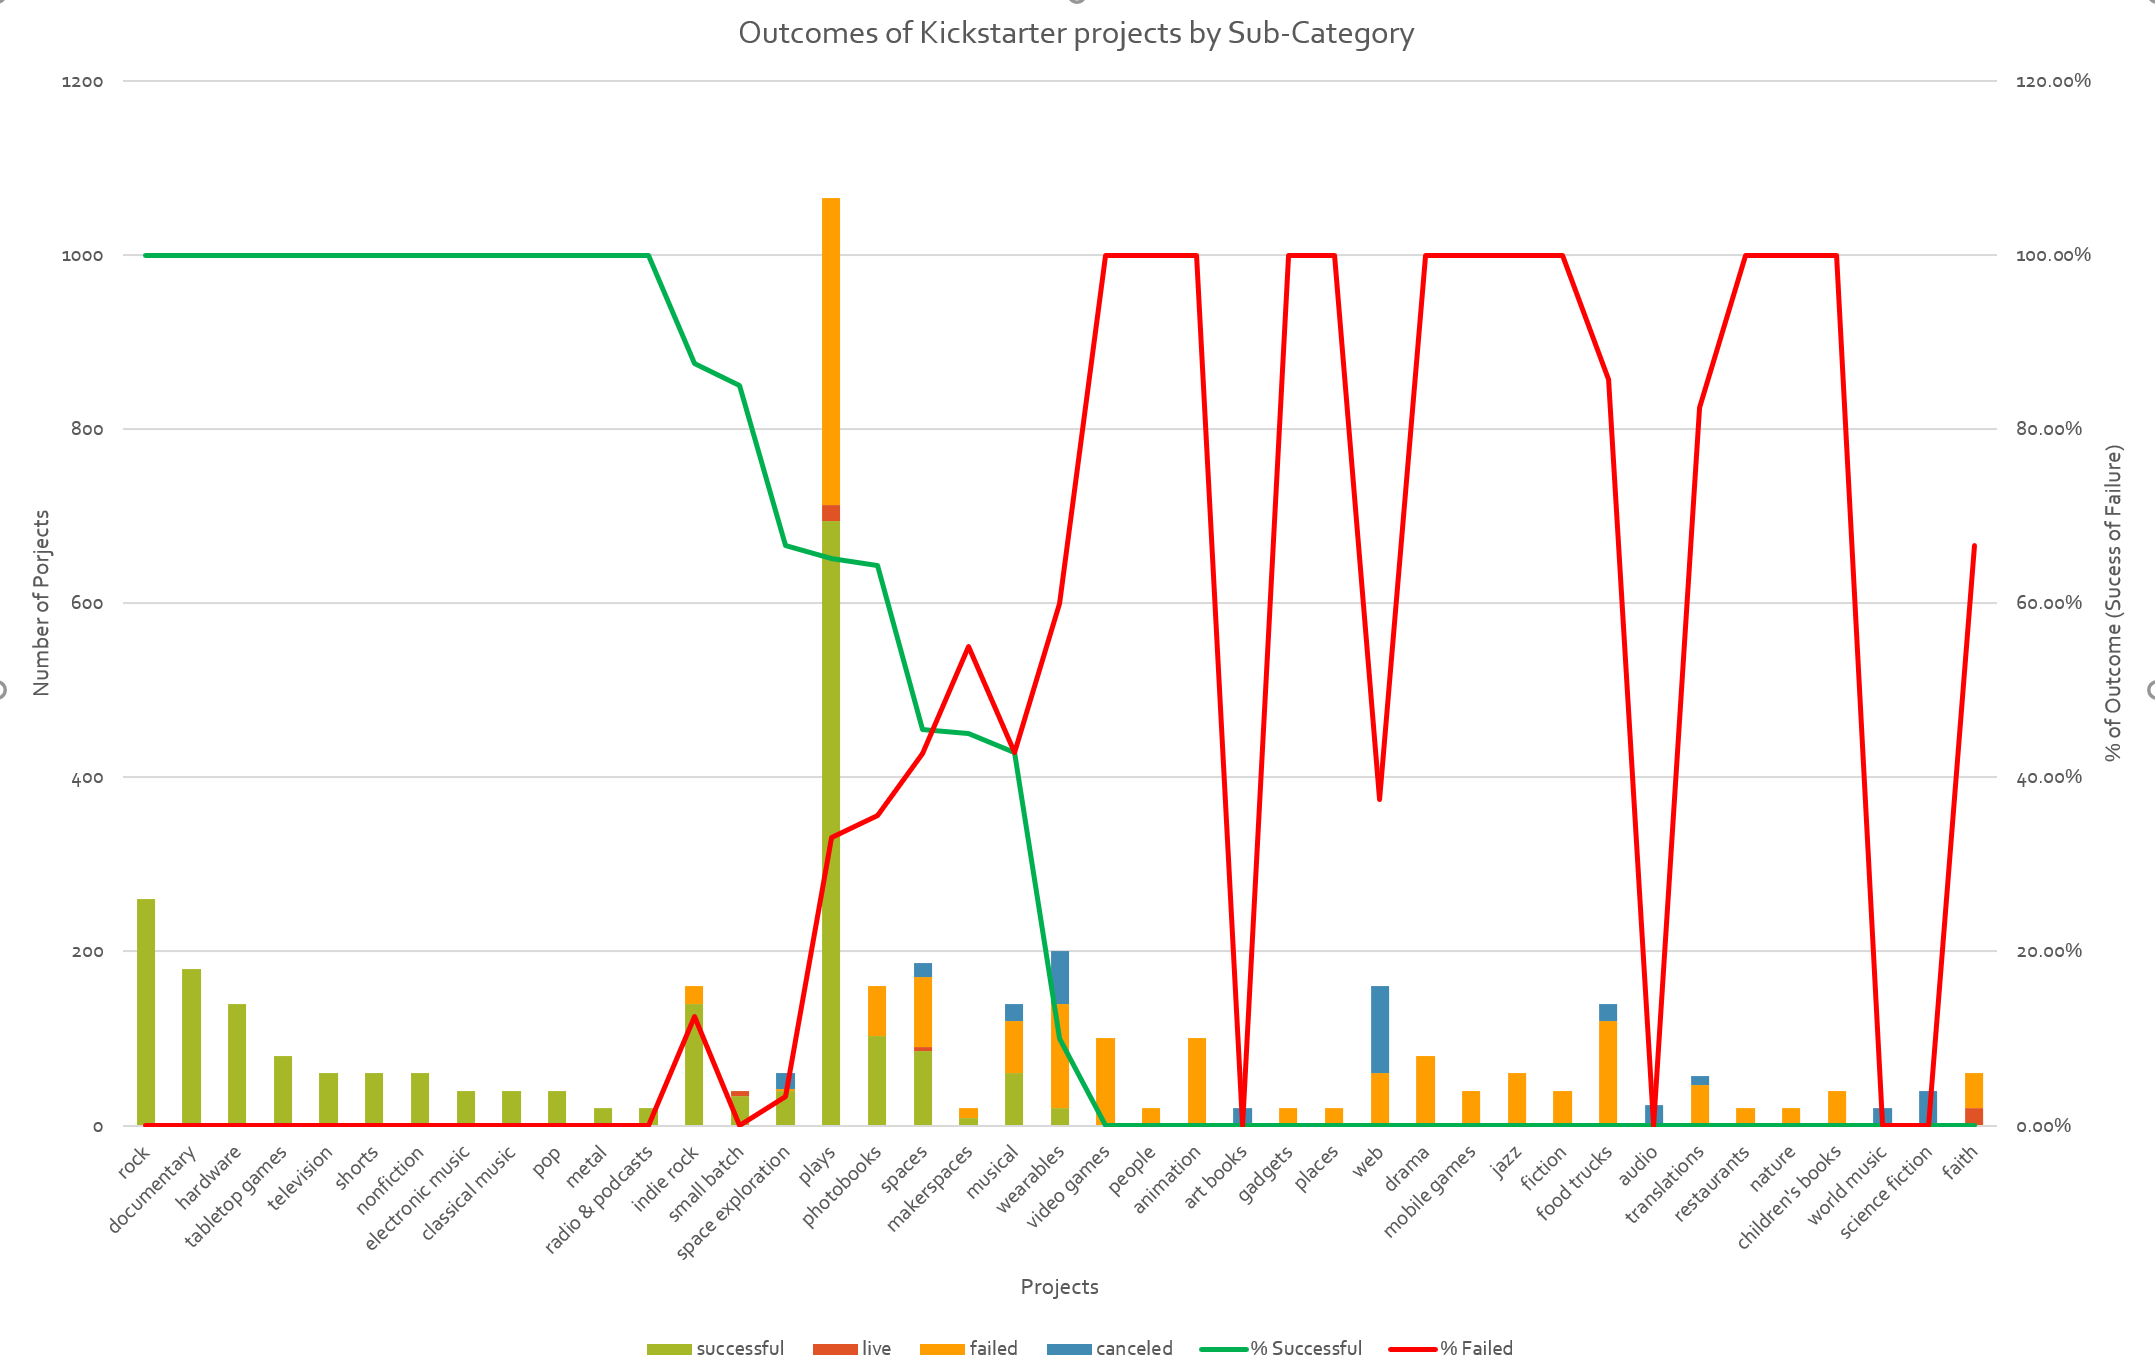 Outcomes of Kickstarter projects by Sub-Category
1200
1000
800
600
400
200
0
120.00%
100.00%
80.00%
60.00%
40.00%
20.00%
0.00%
Number of Porjects
% of Outcome (Sucess of Failure)
rock
documentary
hardware
tabletop games
television
shorts
nonfiction
electronic music
classical music
pop
metal
radio & podcasts
indie rock
small batch
space exploration
plays
photobooks
spaces
makerspaces
musical
wearables
video games
people
animation
art books
gadgets
places
web
drama
mobile games
jazz
fiction
food trucks
audio
translations
restaurants
nature
children's books
world music
science fiction
faith
Projects
successful
live
failed
canceled
% Successful
% Failed